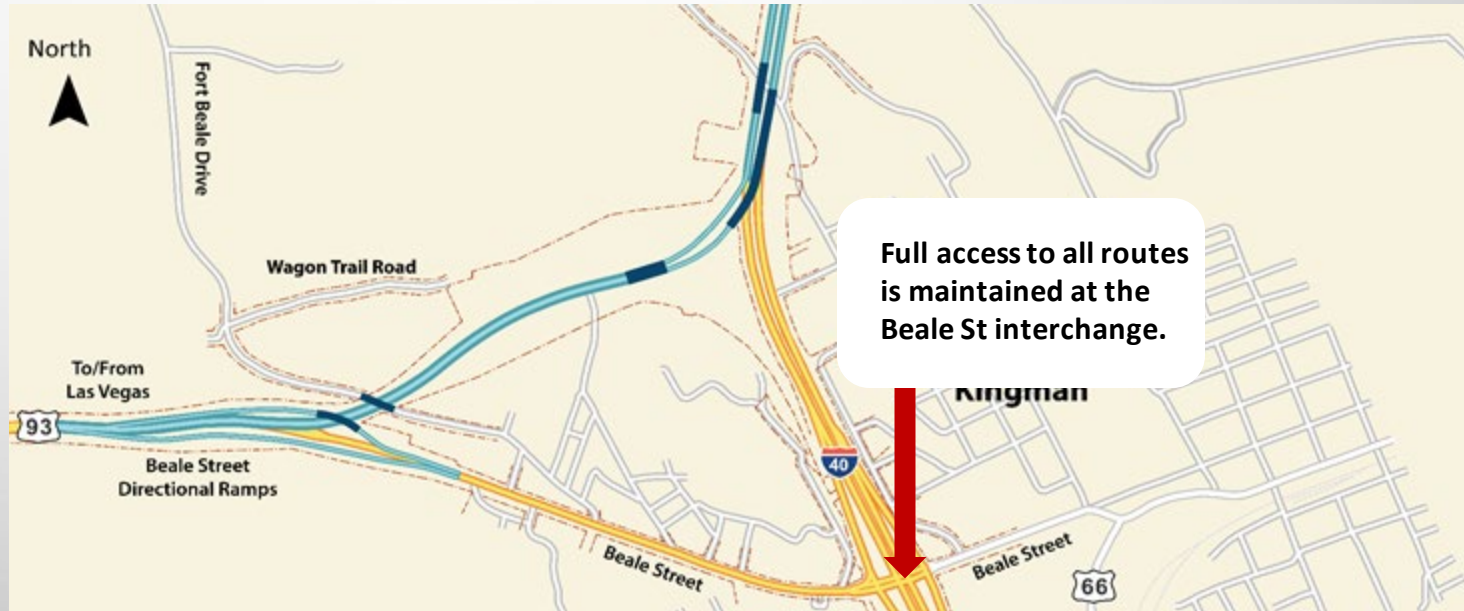 North
Fort Beale Drive
Wagon Trail Road
Full access to all routes
is maintained at the
Beale St interchange.
To/From
Las Vegas
Kingman
93
Beale Street
Directional Ramps
40
Beale Street
Beale Street
66